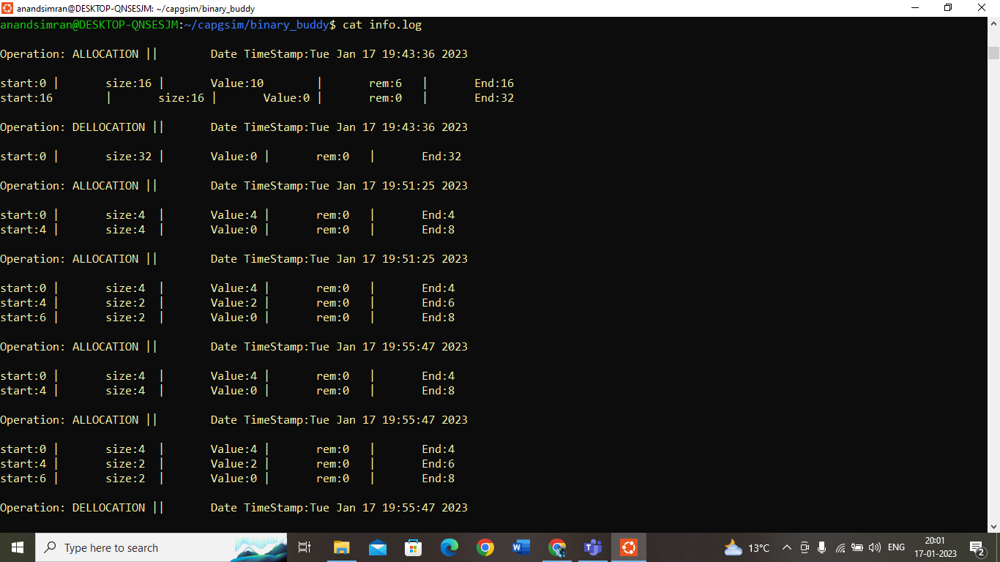 anandsimran@DESKTOP-QNSESJM: ~/capgsim/binary_buddy
anandsimran@DESKTOP-QNSESJM:~/capgsim/binary_buddy$ cat info.log
Operation: ALLOCATION || Date TimeStamp:Tue Jan 17 19:43:36 2023
start:0 | size:16 | Value:10 | rem:6 | End:16
start:16 | size:16 | Value:0 | rem:0 | End:32
Operation: DELLOCATION || Date TimeStamp:Tue Jan 17 19:43:36 2023
start:0 | size:32 | Value:0 | rem:0 | End:32
Operation: ALLOCATION || Date TimeStamp:Tue Jan 17 19:51:25 2023
start:0 | size:4 | Value:4 | rem:0 | End:4
start:4 | size:4 | Value:0 | rem:0 | End:8
Operation: ALLOCATION || Date TimeStamp:Tue Jan 17 19:51:25 2023
start:0 | size:4 | Value:4 | rem:0 | End:4
start:4 | size:2 | Value:2 | rem:0 | End:6
start:6 | size:2 | Value:0 | rem:0 | End:8
Operation: ALLOCATION || Date TimeStamp:Tue Jan 17 19:55:47 2023
start:0 | size:4 | Value:4 | rem:0 | End:4
start:4 | size:4 | Value:0 | rem:0 | End:8
Operation: ALLOCATION || Date TimeStamp:Tue Jan 17 19:55:47 2023
start:0 | size:4 | Value:4 | rem:0 | End:4
start:4 | size:2 | Value:2 | rem:0 | End:6
start:6 | size:2 | Value:0 | rem:0 | End:8
Operation: DELLOCATION || Date TimeStamp:Tue Jan 17 19:55:47 2023
Type here to search
13°C
ENG
20:01
17-01-2023
2